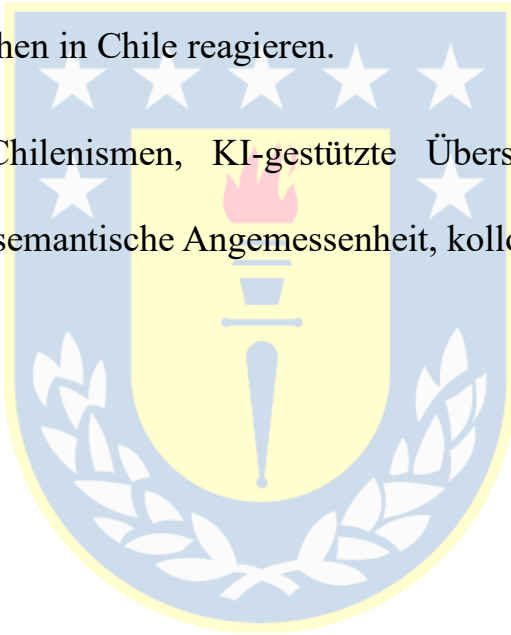 hen in Chile reagieren.
Chilenismen, KI-gestützte Übers
semantische Angemessenheit, kollo